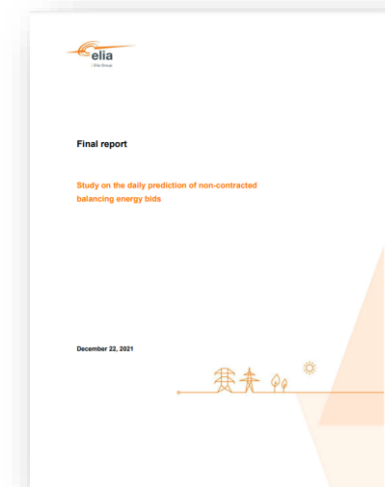 elia
Elia Group
Final report
Study on the daily prediction of non-contracted
balancing energy bids
December 22, 2021